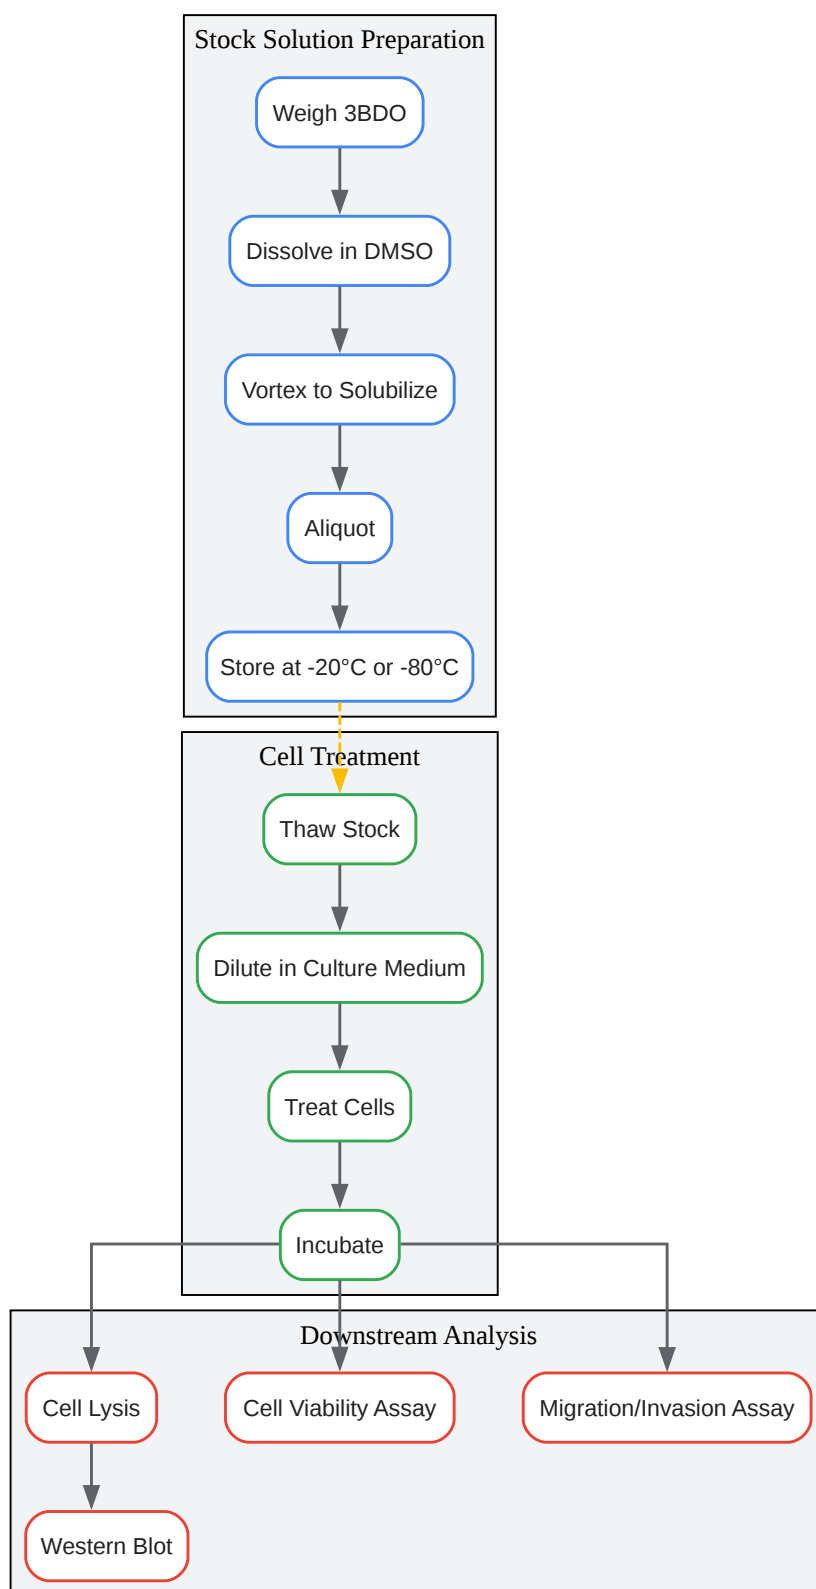 Stock Solution Preparation
Weigh 3BDO
Dissolve in DMSO
Vortex to Solubilize
Aliquot
Store at -20°C or -80°C
Cell Treatment
Thaw Stock
Dilute in Culture Medium
Treat Cells
Incubate
Downstream Analysis
Cell Lysis
Cell Viability Assay
Migration/Invasion Assay
Western Blot